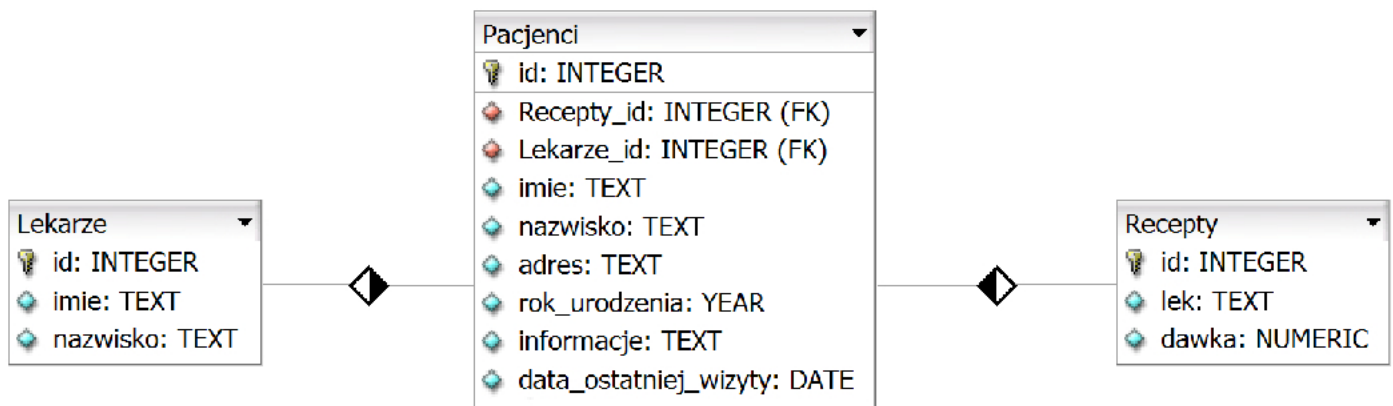 Pacjenci
id: INTEGER
Recepty_id: INTEGER (FK)
Lekarze_id: INTEGER (FK)
imie: TEXT
nazwisko: TEXT
adres: TEXT
rok_urodzenia: YEAR
informacje: TEXT
data_ostatniej_wizyty: DATE
Lekarze
id: INTEGER
imie: TEXT
nazwisko: TEXT
Recepty
id: INTEGER
lek: TEXT
dawka: NUMERIC